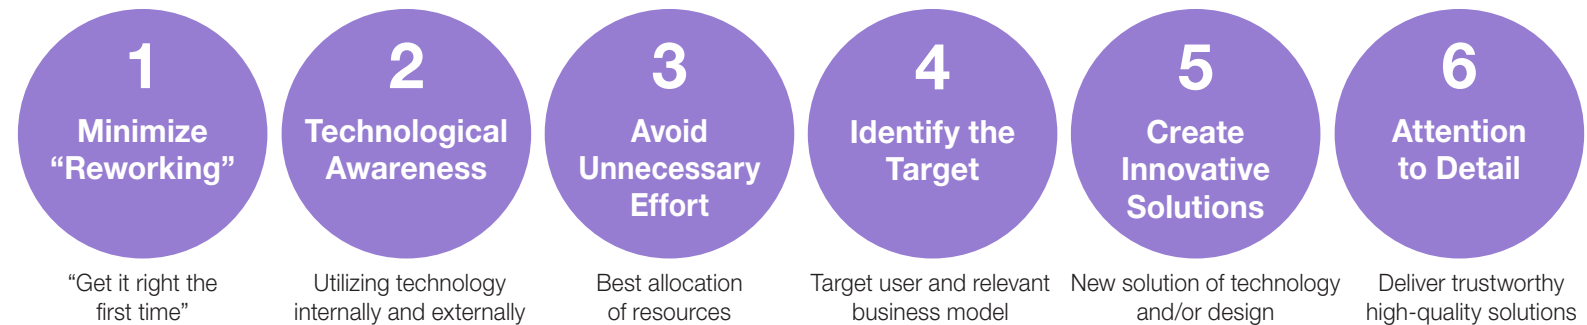 1
Minimize
“Reworking”
“Get it right the
first time”
2
Technological
Awareness
Utilizing technology
internally and externally
3
Avoid
Unnecessary
Effort
Best allocation
of resources
4
Identify the
Target
Target user and relevant
business model
5
Create
Innovative
Solutions
New solution of technology
and/or design
6
Attention
to Detail
Deliver trustworthy
high-quality solutions